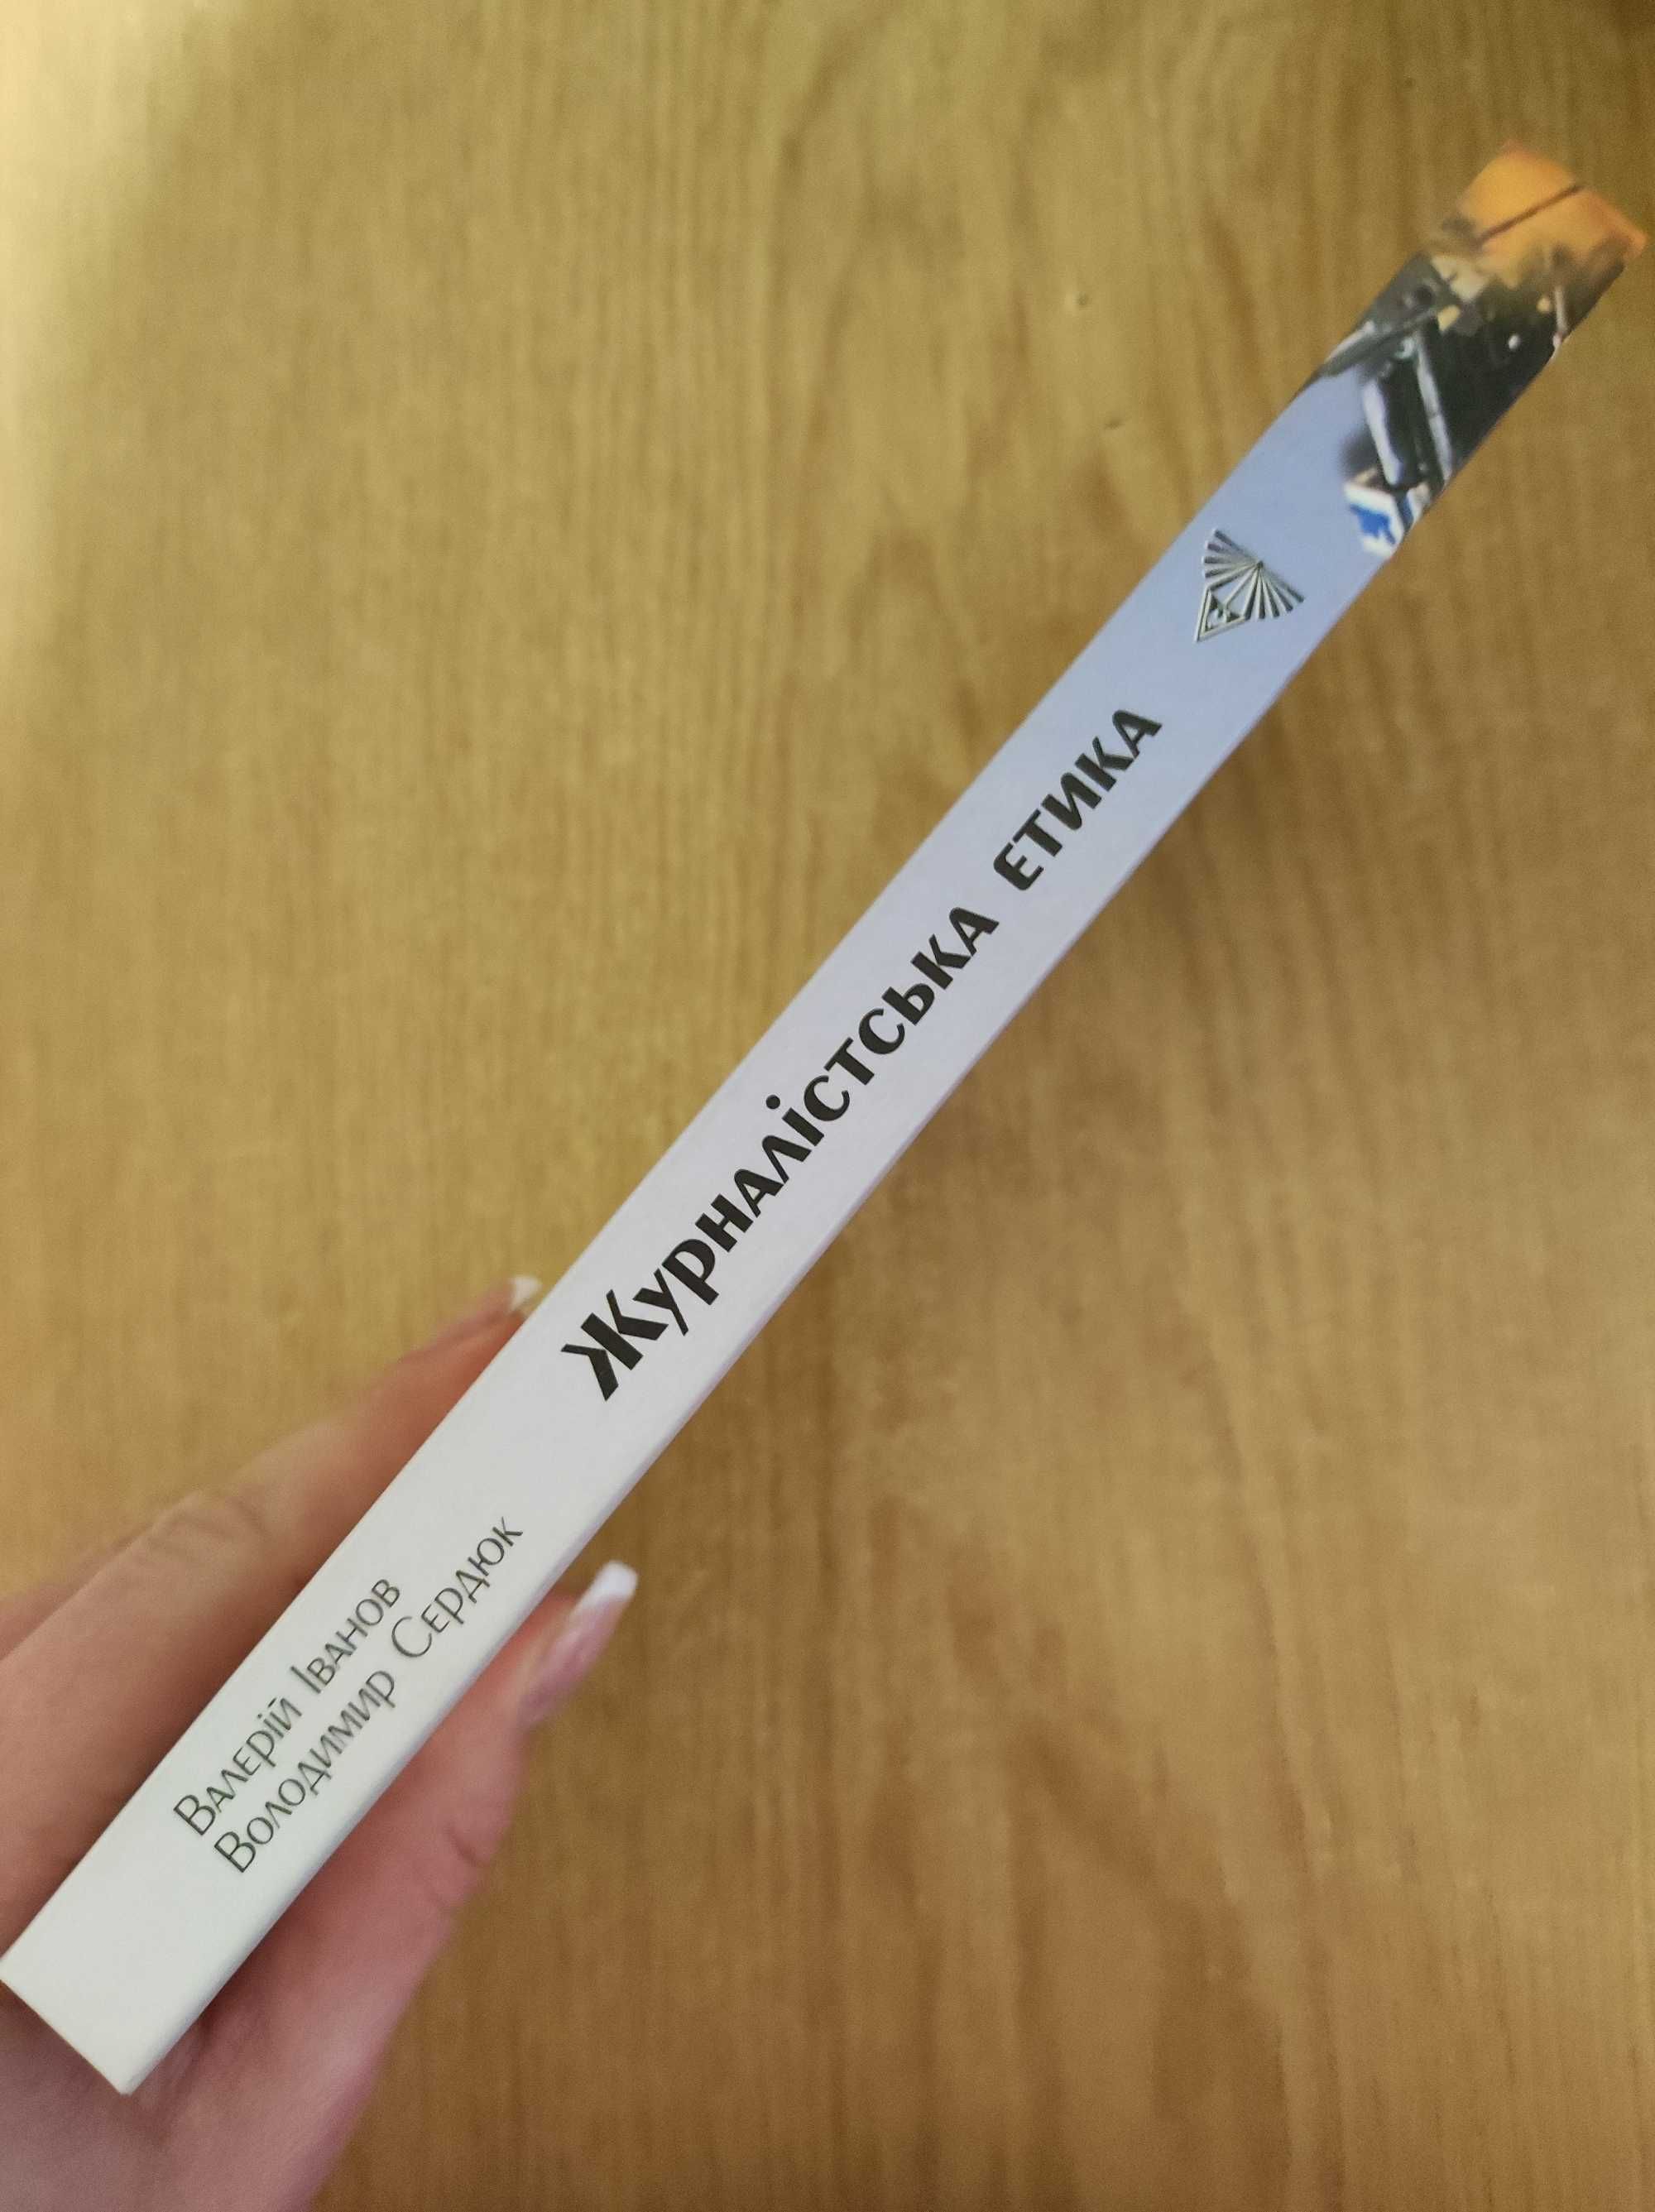 Валерій Іванов
Володимир Сердюк
Журналістська етика